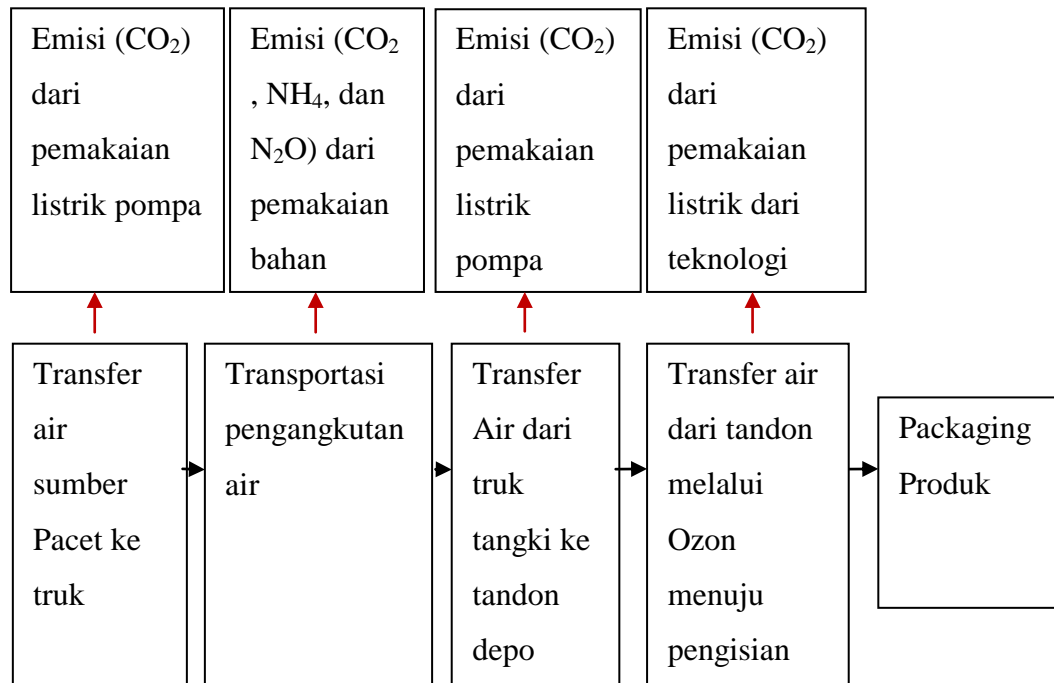 Emisi (CO₂)
dari
pemakaian
listrik pompa
Emisi (CO₂
, NH₄, dan
N₂O) dari
pemakaian
bahan
Emisi (CO₂)
dari
pemakaian
listrik
pompa
Emisi (CO₂)
dari
pemakaian
listrik dari
teknologi
Transfer
air
sumber
Pacet ke
truk
Transportasi
pengangkutan
air
Transfer
Air dari
truk
tangki ke
tandon
depo
Transfer air
dari tandon
melalui
Ozon
menuju
pengisian
Packaging
Produk